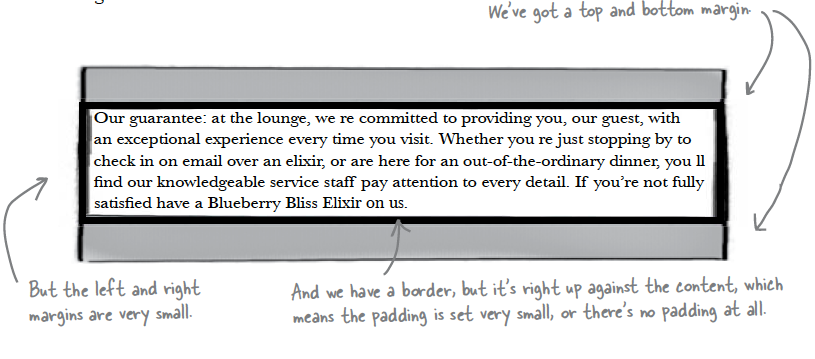 We've got a top and bottom margin.
Our guarantee: at the lounge, we re committed to providing you, our guest, with
an exceptional experience every time you visit. Whether you re just stopping by to
check in on email over an elixir, or are here for an out-of-the-ordinary dinner, you ll
find our knowledgeable service staff pay attention to every detail. If you're not fully
satisfied have a Blueberry Bliss Elixir on us.
But the left and right
margins are very small.
And we have a border, but it's right up against the content, which
means the padding is set very small, or there's no padding at all.